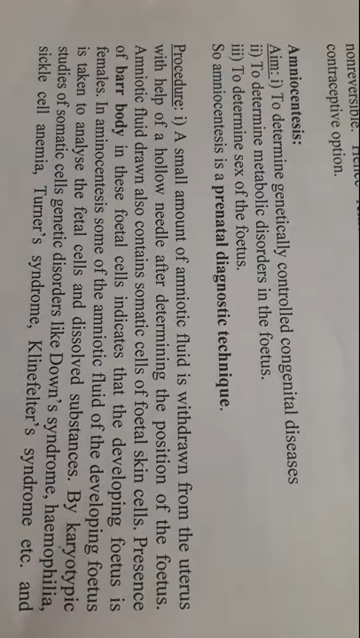 nonreversible.
contraceptive option.
Amniocentesis:
Aim: i) To determine genetically controlled congenital diseases
ii) To determine metabolic disorders in the foetus.
iii) To determine sex of the foetus.
So amniocentesis is a prenatal diagnostic technique.
Procedure: i) A small amount of amniotic fluid is withdrawn from the uterus
with help of a hollow needle after determining the position of the foetus.
Amniotic fluid drawn also contains somatic cells of foetal skin cells. Presence
of barr body in these foetal cells indicates that the developing foetus is
females. In aminocentesis some of the amniotic fluid of the developing foetus
is taken to analyse the fetal cells and dissolved substances. By karyotypic
studies of somatic cells genetic disorders like Down's syndrome, haemophilia,
sickle cell anemia, Turner's syndrome, Klinefelter's syndrome etc. and